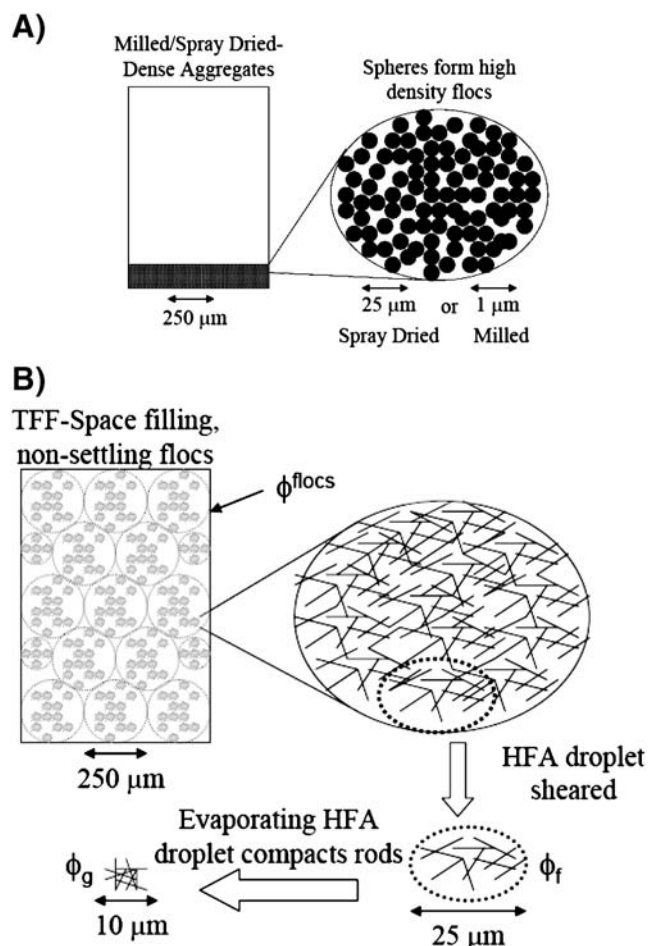 A)
Milled/Spray Dried-
Dense Aggregates
Spheres form high
density flocs
250 μm
25 μm or 1 μm
Spray Dried Milled
B)
TFF-Space filling,
non-settling flocs
ϕflocs
250 μm
HFA droplet
sheared
Evaporating HFA
droplet compacts rods
ϕg
10 μm
ϕf
25 μm